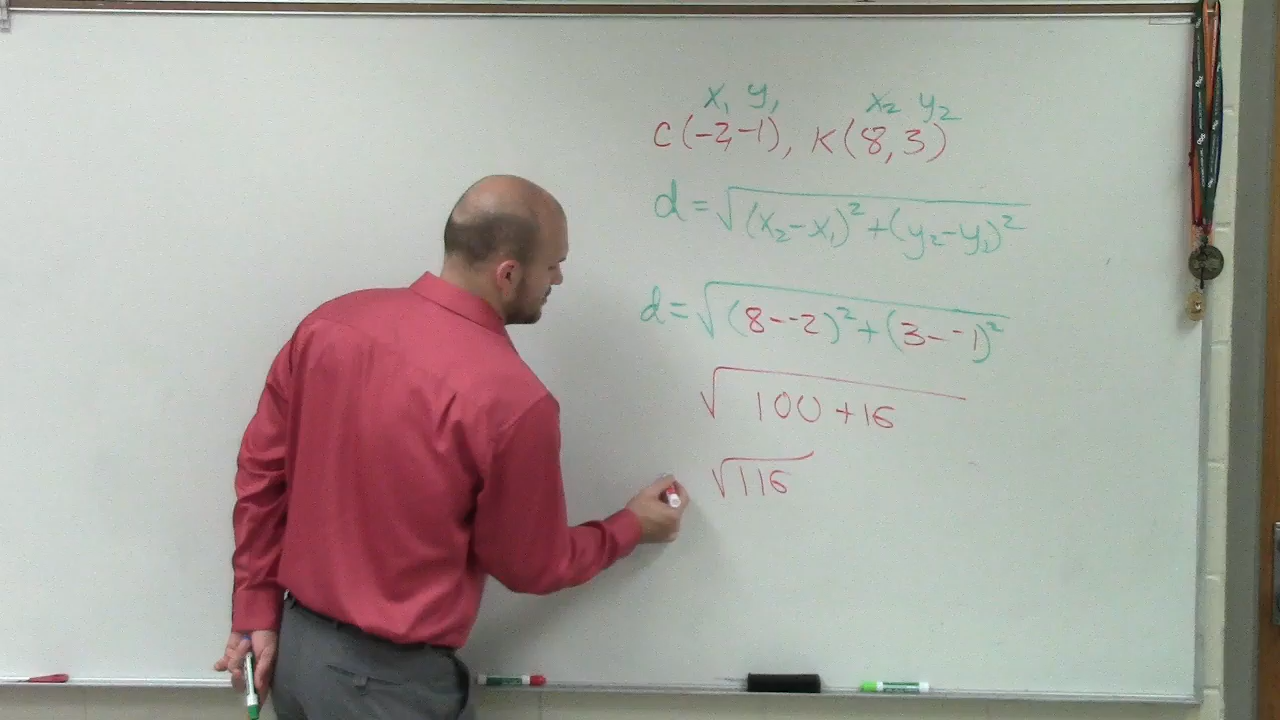 x₁ y₁ x₂ y₂
C(-2,-1), K(8,3)
d=√(x₂-x₁)²+(y₂-y₁)²
d=√(8--2)²+(3--1)²
√100+16
√116